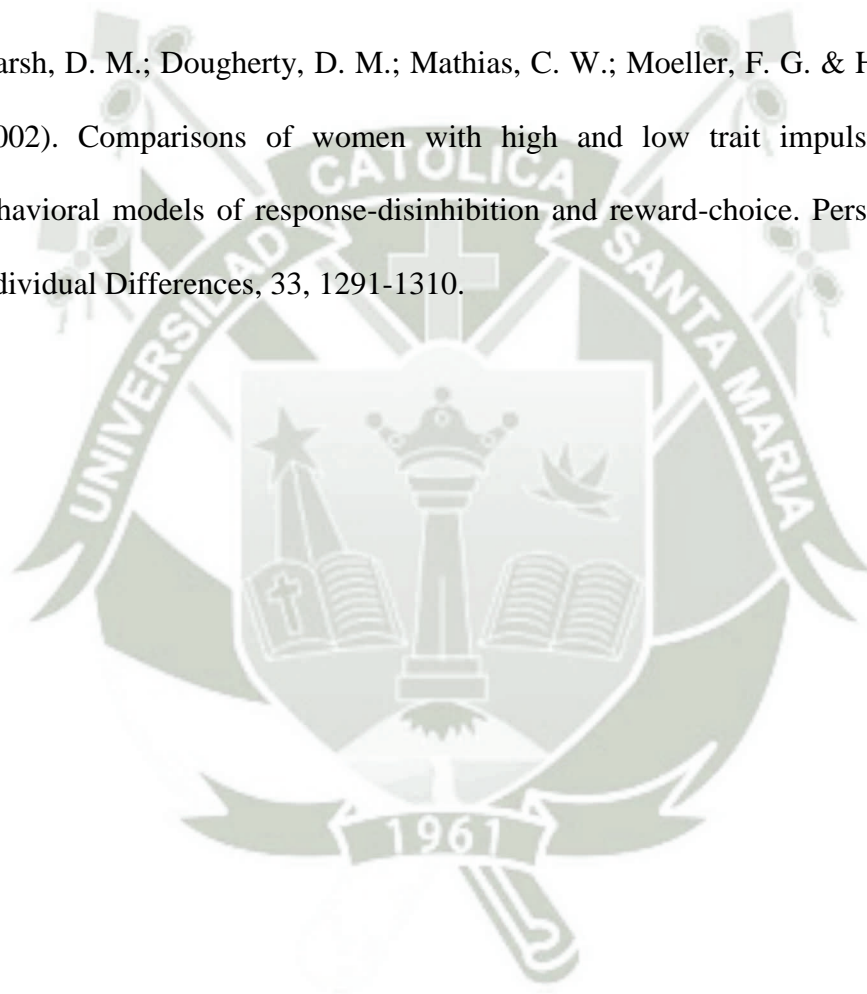 arsh, D. M.; Dougherty, D. M.; Mathias, C. W.; Moeller, F. G. & H
002). Comparisons of women with high and low trait impuls
havioral models of response-disinhibition and reward-choice. Pers
dividual Differences, 33, 1291-1310.
UNIVERSIDAD CATOLICA SANTA MARIA
1961